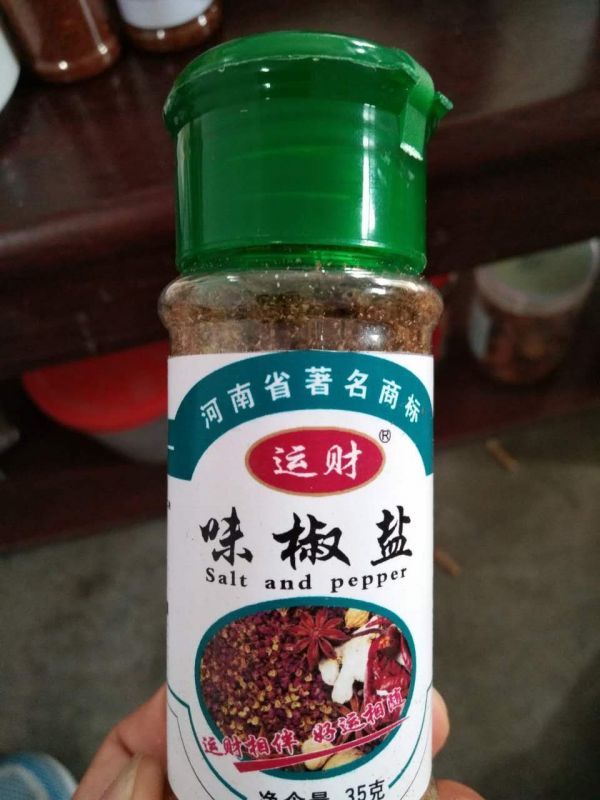 河南省著名商标
运财®
味椒盐
Salt and pepper
运财相伴 好运相随
净含量 35克